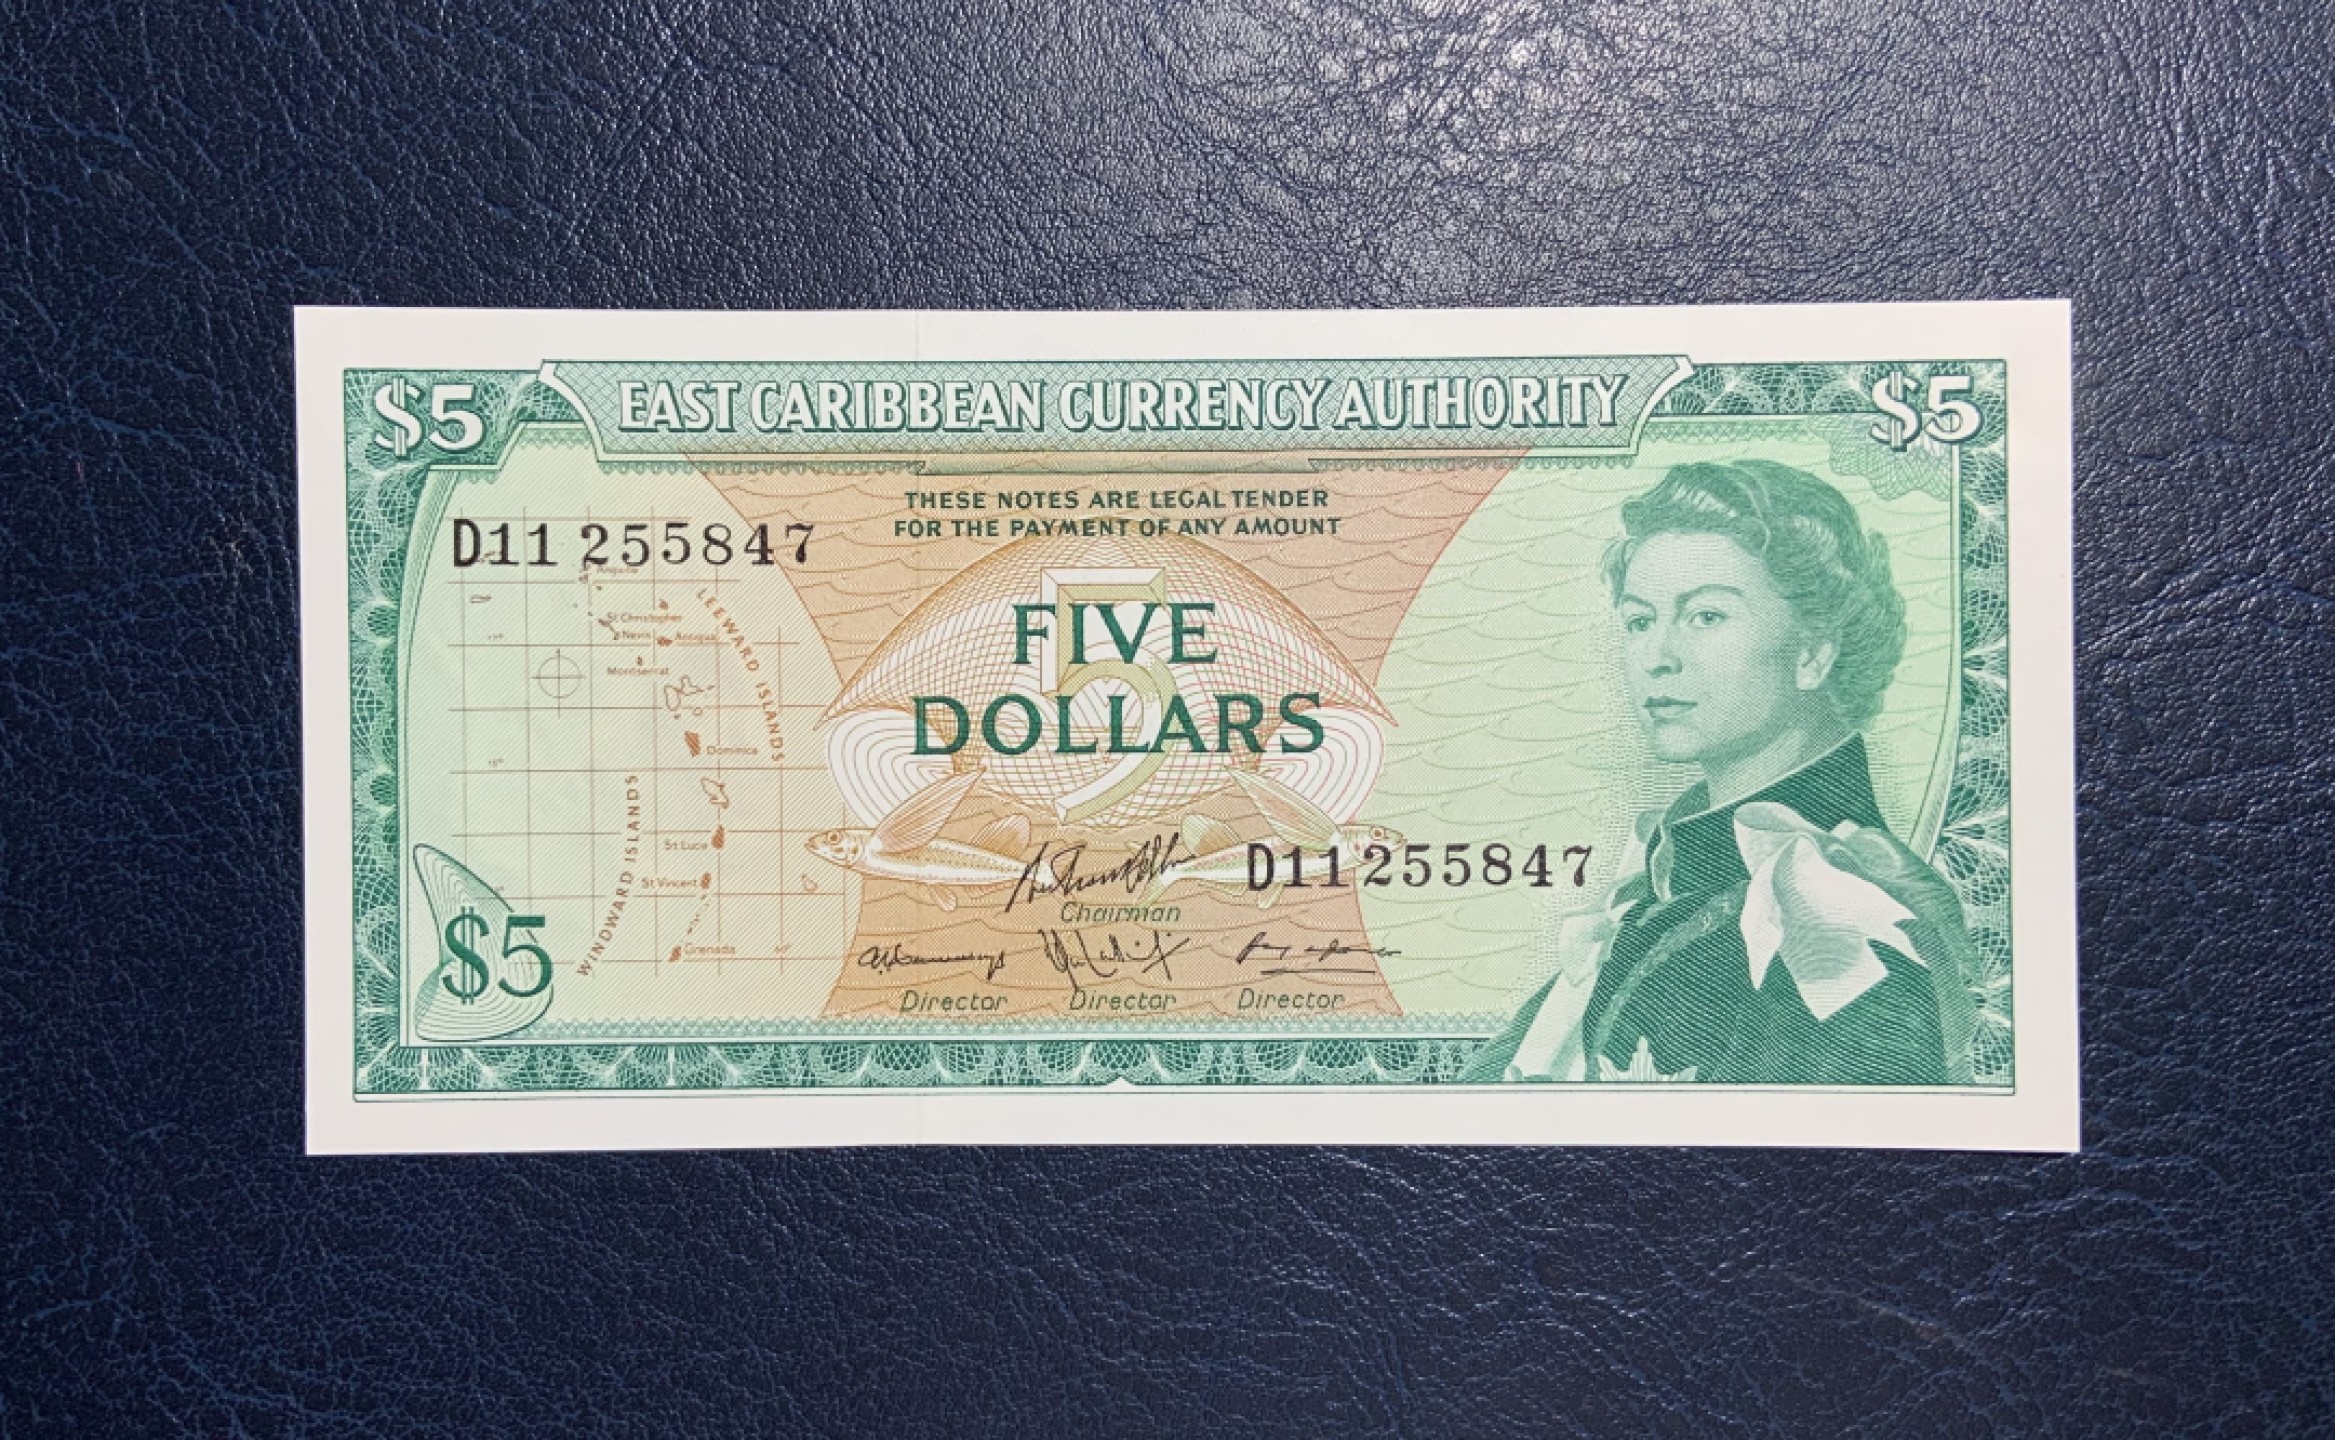 $5 EAST CARIBBEAN CURRENCY AUTHORITY $5
THESE NOTES ARE LEGAL TENDER
FOR THE PAYMENT OF ANY AMOUNT
D11 255847
Anguilla
St Christopher
Nevis
Antigua
LEEWARD ISLANDS
Montserrat
5
FIVE
DOLLARS
Dominica
WINDWARD ISLANDS
St Lucia
St Vincent
D11 255847
Chairman
$5
Grenada
Director Director Director